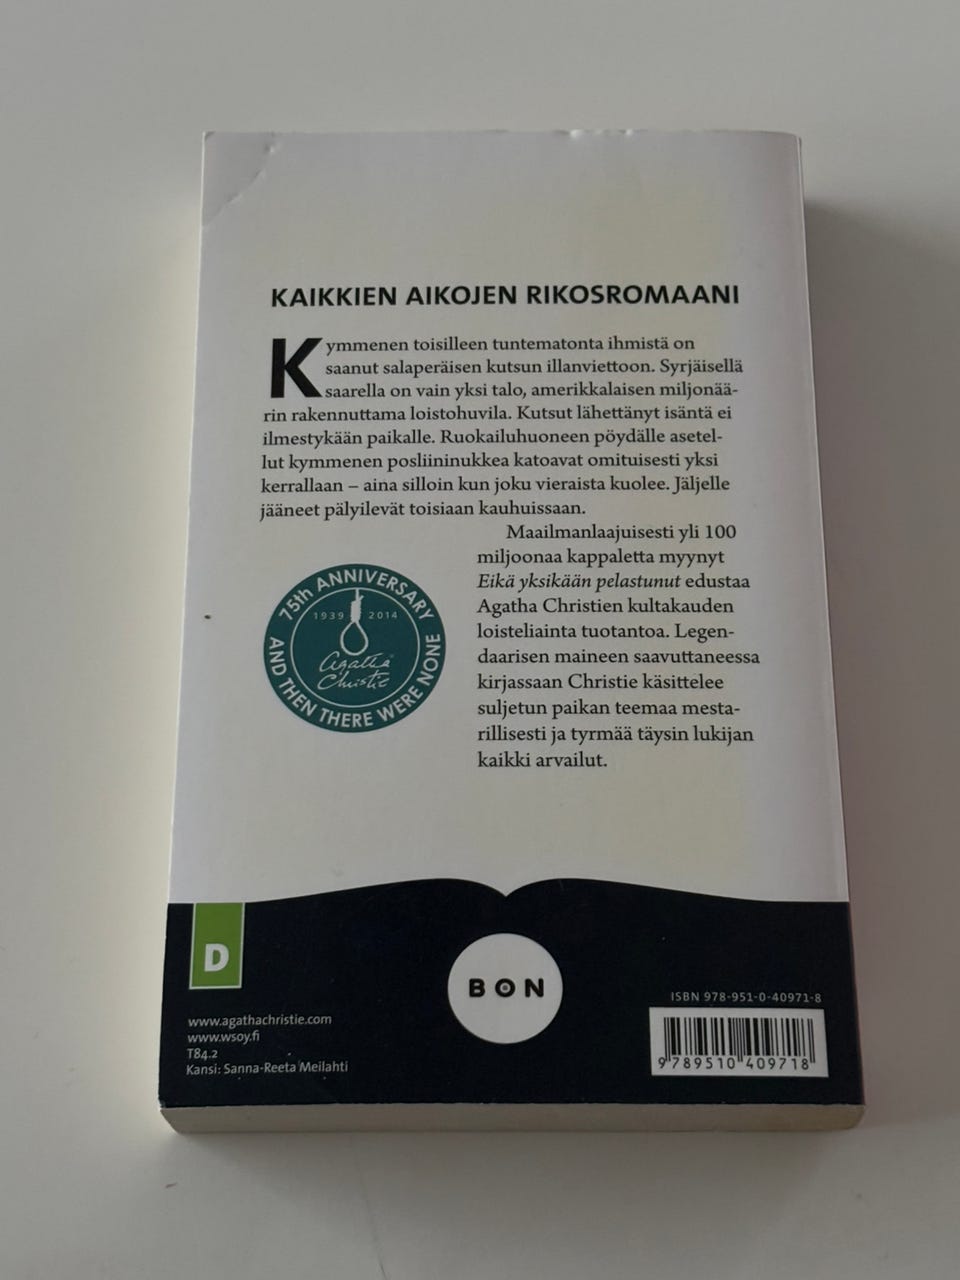 KAIKKIEN AIKOJEN RIKOSROMAANI
Kymmenen toisilleen tuntematonta ihmistä on
saanut salaperäisen kutsun illanviettoon. Syrjäisellä
saarella on vain yksi talo, amerikkalaisen miljonää-
rin rakennuttama loistohuvila. Kutsut lähettänyt isäntä ei
ilmestykään paikalle. Ruokailuhuoneen pöydälle asetel-
lut kymmenen posliininukkea katoavat omituisesti yksi
kerrallaan – aina silloin kun joku vieraista kuolee. Jäljelle
jääneet pälyilevät toisiaan kauhuissaan.
Maailmanlaajuisesti yli 100
miljoonaa kappaletta myynyt
Eikä yksikään pelastunut edustaa
Agatha Christien kultakauden
loisteliainta tuotantoa. Legen-
daarisen maineen saavuttaneessa
kirjassaan Christie käsittelee
suljetun paikan teemaa mesta-
rillisesti ja tyrmää täysin lukijan
kaikki arvailut.
75th ANNIVERSARY
1939 2014
Agatha
Christie
AND THEN THERE WERE NONE
D
BON
www.agathachristie.com
www.wsoy.fi
T84.2
Kansi: Sanna-Reeta Meilahti
ISBN 978-951-0-40971-8
9 789510 409718